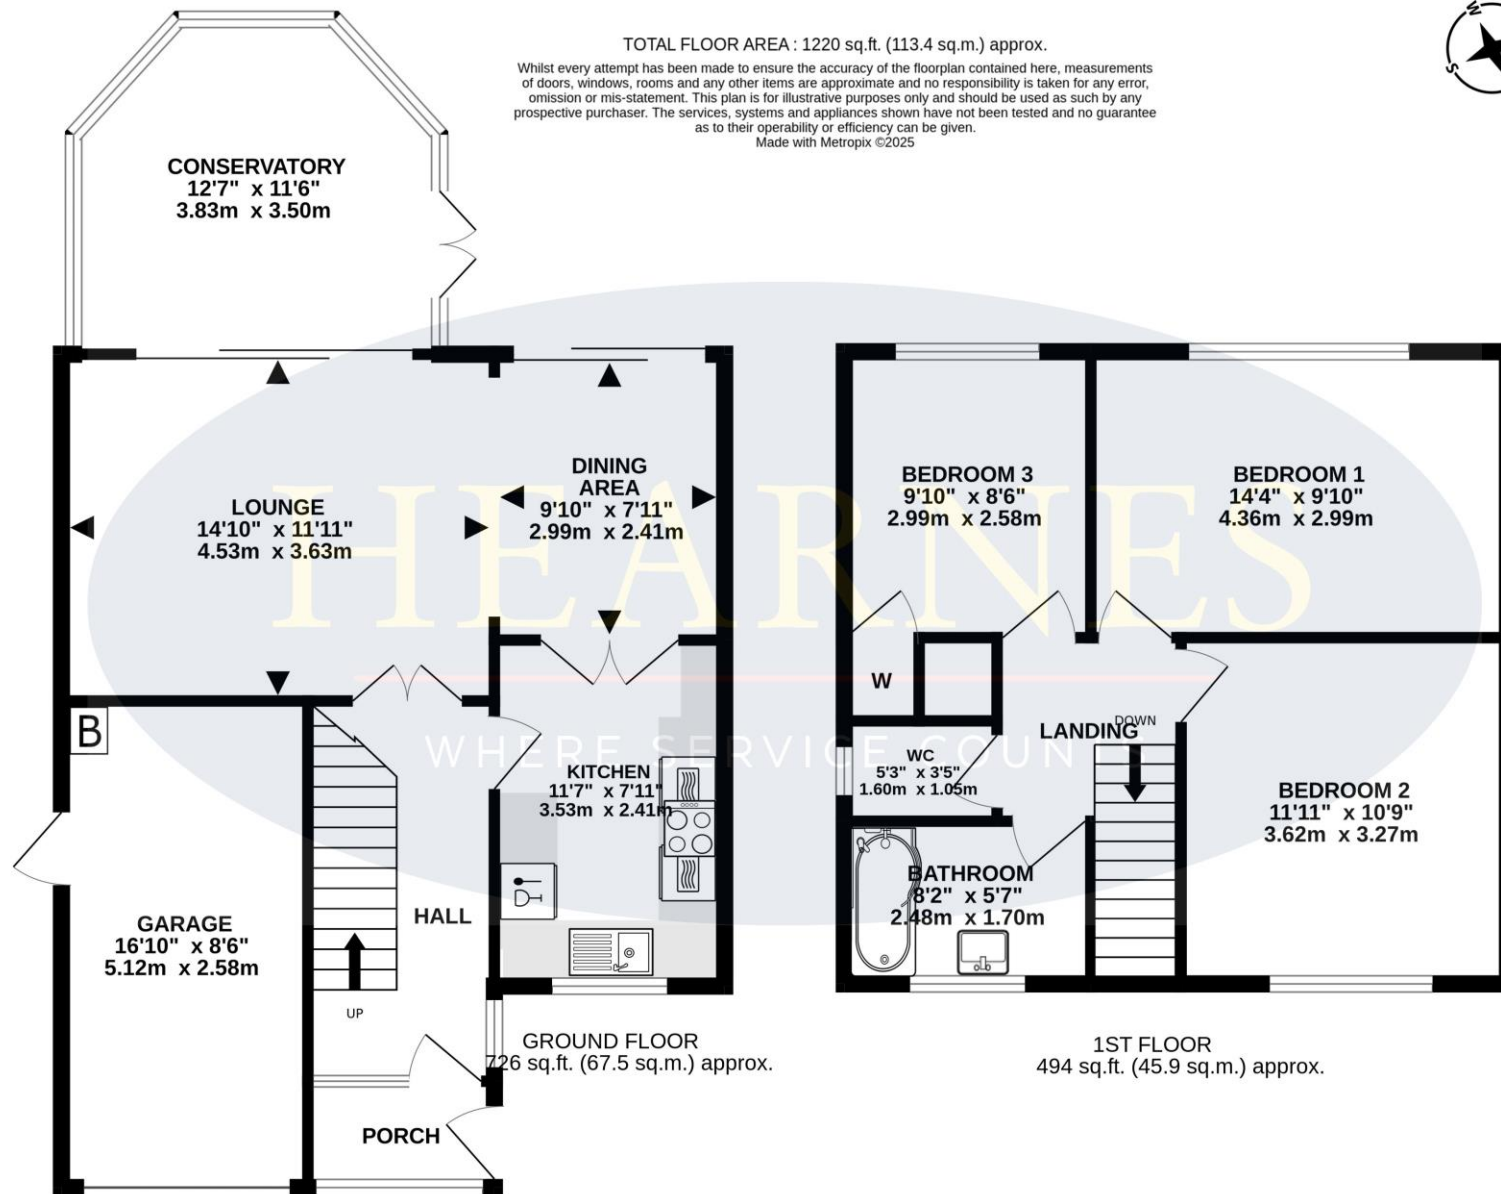 TOTAL FLOOR AREA : 1220 sq.ft. (113.4 sq.m.) approx.
Whilst every attempt has been made to ensure the accuracy of the floorplan contained here, measurements
of doors, windows, rooms and any other items are approximate and no responsibility is taken for any error,
omission or mis-statement. This plan is for illustrative purposes only and should be used as such by any
prospective purchaser. The services, systems and appliances shown have not been tested and no guarantee
as to their operability or efficiency can be given.
Made with Metropix ©2025
W
S
CONSERVATORY
12'7" x 11'6"
3.83m x 3.50m
LOUNGE
14'10" x 11'11"
4.53m x 3.63m
DINING
AREA
9'10" x 7'11"
2.99m x 2.41m
KITCHEN
11'7" x 7'11"
3.53m x 2.41m
B
GARAGE
16'10" x 8'6"
5.12m x 2.58m
HALL
UP
PORCH
GROUND FLOOR
726 sq.ft. (67.5 sq.m.) approx.
BEDROOM 3
9'10" x 8'6"
2.99m x 2.58m
BEDROOM 1
14'4" x 9'10"
4.36m x 2.99m
W
LANDING
DOWN
WC
5'3" x 3'5"
1.60m x 1.05m
BEDROOM 2
11'11" x 10'9"
3.62m x 3.27m
BATHROOM
8'2" x 5'7"
2.48m x 1.70m
1ST FLOOR
494 sq.ft. (45.9 sq.m.) approx.
HEARNES
WHERE SERVICE COUNTS